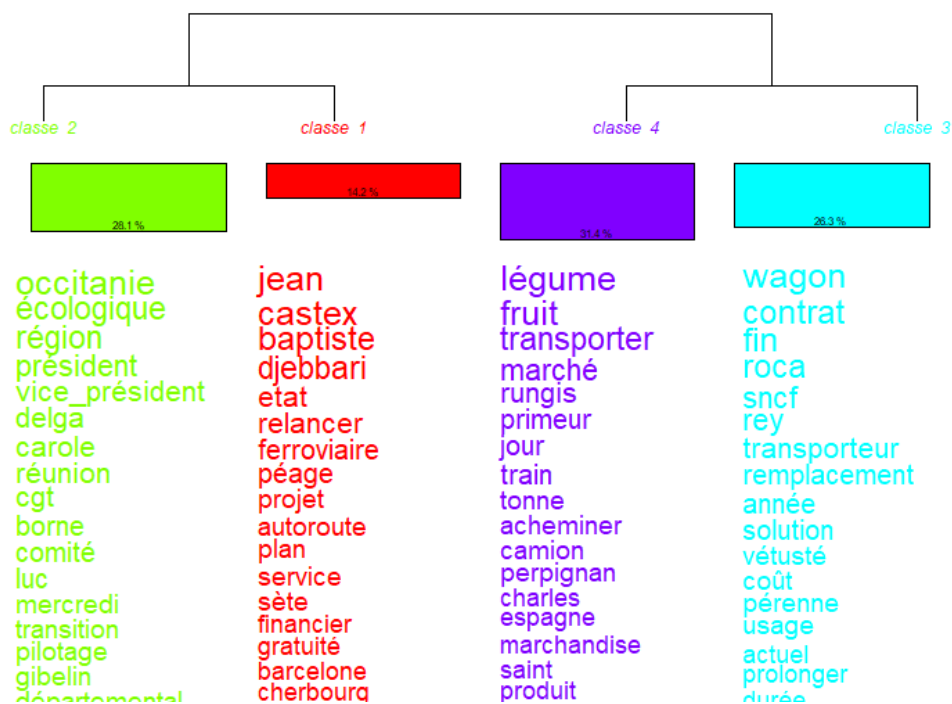 classe 2
classe 1
classe 4
classe 3
28.1 %
14.2 %
31.4 %
26.3 %
occitanie
écologique
région
président
vice_président
delga
carole
réunion
cgt
borne
comité
luc
mercredi
transition
pilotage
gibelin
départemental
jean
castex
baptiste
djebbari
etat
relancer
ferroviaire
péage
projet
autoroute
plan
service
sète
financier
gratuité
barcelone
cherbourg
légume
fruit
transporter
marché
rungis
primeur
jour
train
tonne
acheminer
camion
perpignan
charles
espagne
marchandise
saint
produit
wagon
contrat
fin
roca
sncf
rey
transporteur
remplacement
année
solution
vétusté
coût
pérenne
usage
actuel
prolonger
durée